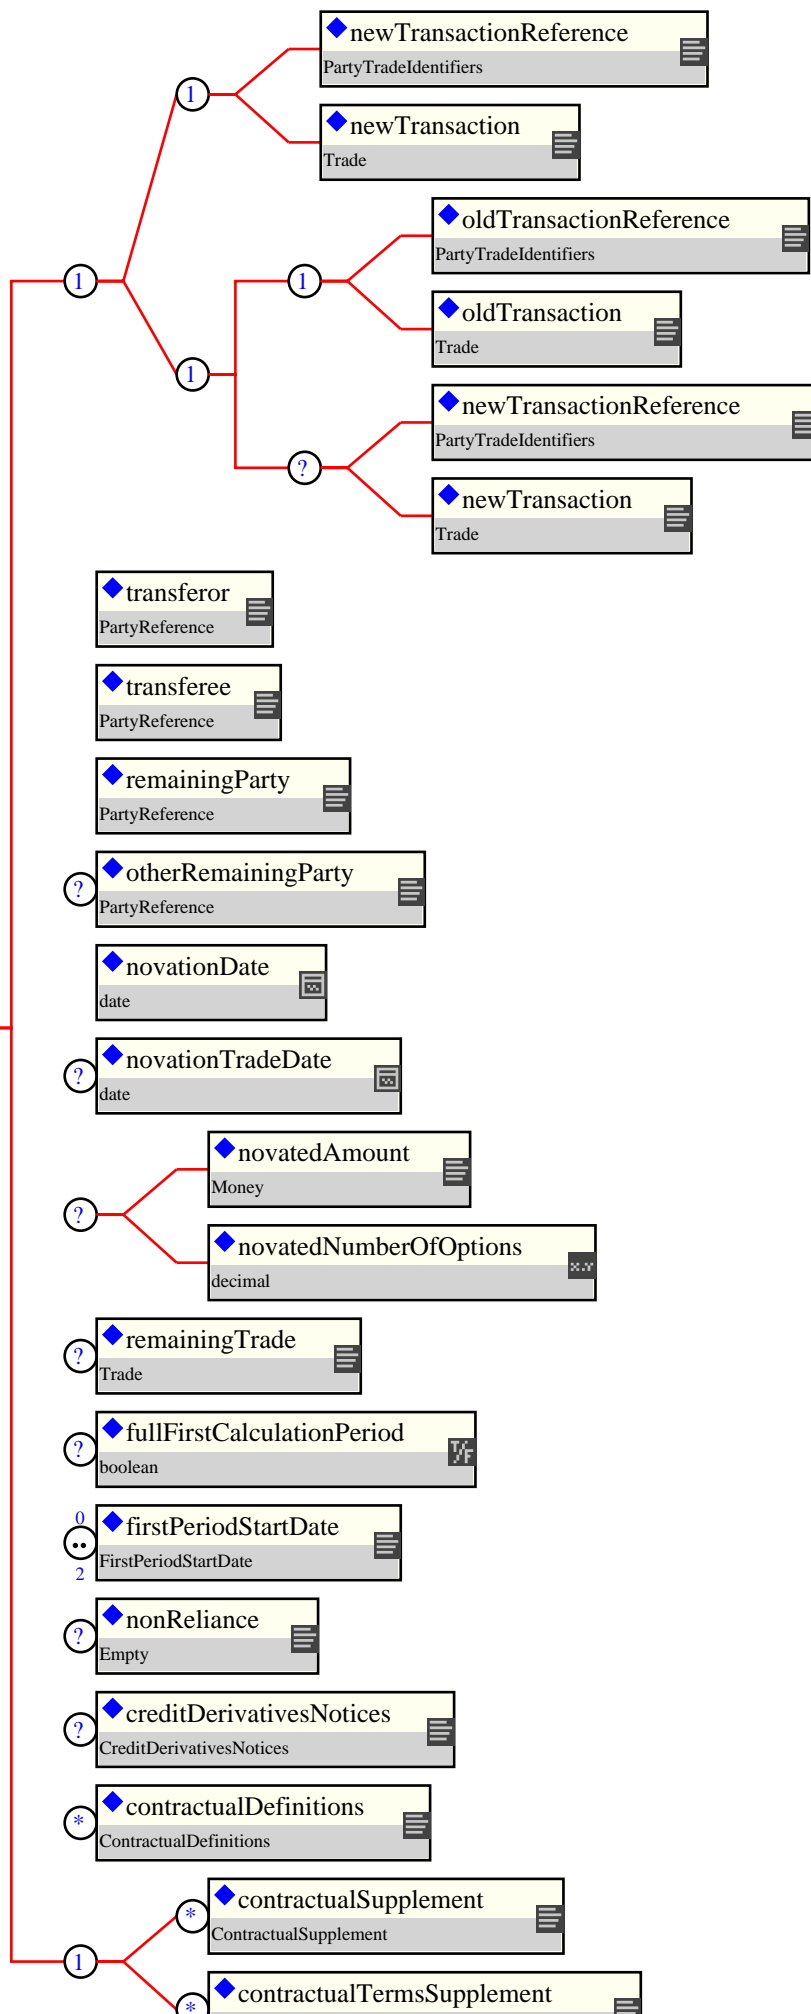 newTransactionReference
PartyTradeIdentifiers
1
newTransaction
Trade
oldTransactionReference
PartyTradeIdentifiers
1
1
oldTransaction
Trade
1
newTransactionReference
PartyTradeIdentifiers
?
newTransaction
Trade
transferor
PartyReference
transferee
PartyReference
remainingParty
PartyReference
?
otherRemainingParty
PartyReference
novationDate
date
?
novationTradeDate
date
novatedAmount
Money
?
novatedNumberOfOptions
decimal
x.y
?
remainingTrade
Trade
?
fullFirstCalculationPeriod
boolean
T/F
0
..
2
firstPeriodStartDate
FirstPeriodStartDate
?
nonReliance
Empty
?
creditDerivativesNotices
CreditDerivativesNotices
*
contractualDefinitions
ContractualDefinitions
*
contractualSupplement
ContractualSupplement
1
*
contractualTermsSupplement